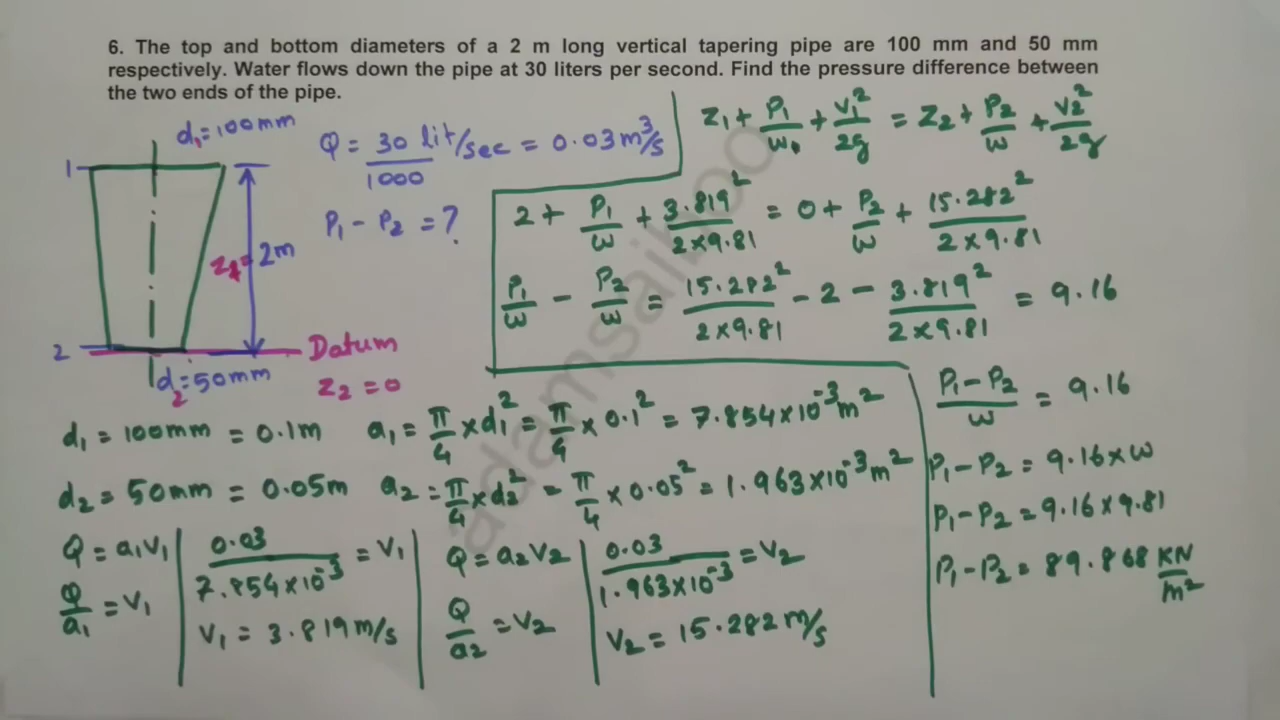 6. The top and bottom diameters of a 2 m long vertical tapering pipe are 100 mm and 50 mm
respectively. Water flows down the pipe at 30 liters per second. Find the pressure difference between
the two ends of the pipe.
d₁=100mm
1
Z₁=2m
2
Datum
d₂=50mm
Z₂=0
Q = 30/1000 lit/sec = 0.03 m³/s
P₁ - P₂ = ?
Z₁ + P₁/w + V₁²/2g = Z₂ + P₂/w + V₂²/2g
2 + P₁/w + 3.819²/2×9.81 = 0 + P₂/w + 15.282²/2×9.81
P₁/w - P₂/w = 15.282²/2×9.81 - 2 - 3.819²/2×9.81 = 9.16
d₁ = 100mm = 0.1m a₁ = π/4 × d₁² = π/4 × 0.1² = 7.854×10⁻³ m²
d₂ = 50mm = 0.05m a₂ = π/4 × d₂² = π/4 × 0.05² = 1.963×10⁻³ m²
Q = a₁V₁
Q/a₁ = V₁
0.03/7.854×10⁻³ = V₁
V₁ = 3.819 m/s
Q = a₂V₂
Q/a₂ = V₂
0.03/1.963×10⁻³ = V₂
V₂ = 15.282 m/s
P₁-P₂/w = 9.16
P₁-P₂ = 9.16×w
P₁-P₂ = 9.16×9.81
P₁-P₂ = 89.868 KN/m²
adamsaiboo